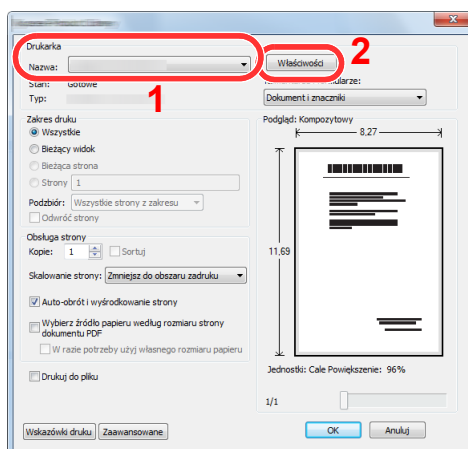 Drukarka
Nazwa:
Właściwości
2
Stan: Gotowe
1
Typ:
Dokument i znaczniki
Zakres druku
Wszystkie
Bieżący widok
Bieżąca strona
Strony 1
Podzbiór: Wszystkie strony z zakresu
Odwróć strony
Obsługa strony
Kopie: 1 Sortuj
Skalowanie strony: Zmniejsz do obszaru zadruku
Auto-obrót i wyśrodkowanie strony
Wybierz źródło papieru według rozmiaru strony
dokumentu PDF
W razie potrzeby użyj własnego rozmiaru papieru
Drukuj do pliku
Podgląd: Kompozytowy
8,27
11,69
Jednostki: Cale Powiększenie: 96%
1/1
Wskazówki druku Zaawansowane
OK Anuluj